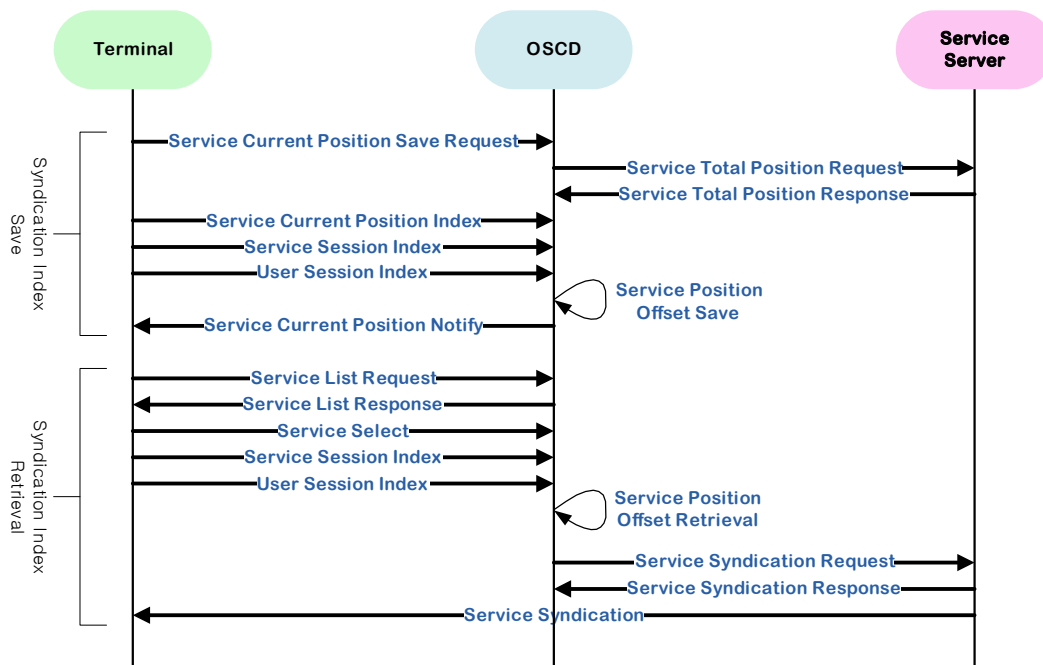 Terminal
OSCD
Service
Server
Syndication Index
Save
Service Current Position Save Request
Service Total Position Request
Service Total Position Response
Service Current Position Index
Service Session Index
User Session Index
Service Position
Offset Save
Service Current Position Notify
Syndication Index
Retrieval
Service List Request
Service List Response
Service Select
Service Session Index
User Session Index
Service Position
Offset Retrieval
Service Syndication Request
Service Syndication Response
Service Syndication